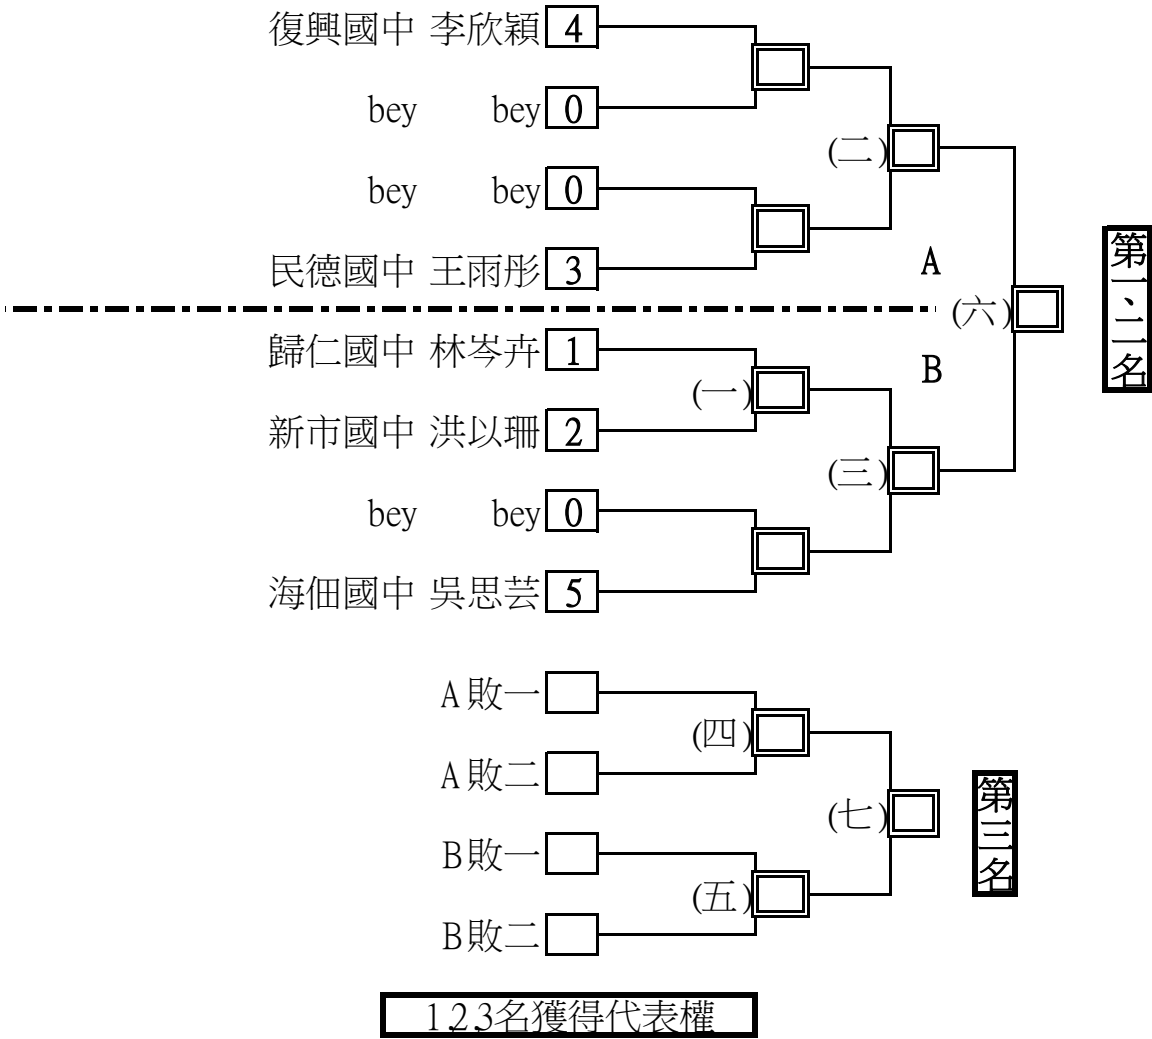 復興國中 李欣穎 4
bey bey 0
(二)
bey bey 0
民德國中 王雨彤 3
A
第一、二名
(六)
歸仁國中 林岑卉 1
B
(一)
新市國中 洪以珊 2
(三)
bey bey 0
海佃國中 吳思芸 5
A敗一
(四)
A敗二
第三名
(七)
B敗一
(五)
B敗二
1,2,3名獲得代表權